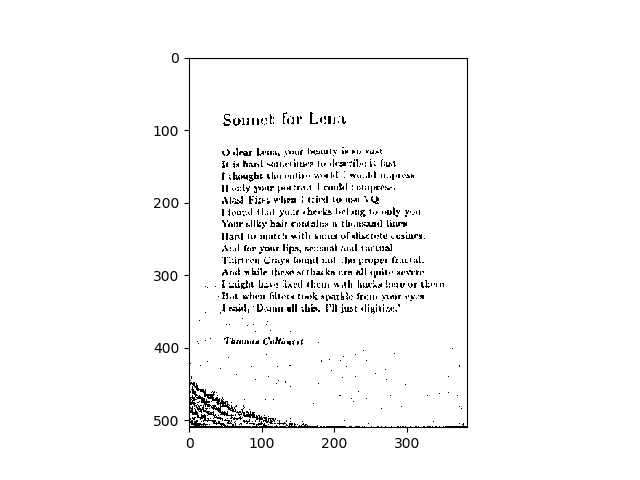 0
100
200
300
400
500
0 100 200 300
Sonnet for Lena
O dear Lena, your beauty is so vast
It is hard sometimes to describe it fast
I thought the entire world I would impress
If only your portrait I could compress.
Alas! First when I tried to use VQ
I found that your cheeks belong to only you
Your silky hair contains a thousand lines
Hard to match with sums of discrete cosines.
And for your lips, sensual and tactual
Thirteen Crays found not the proper fractal.
And while these setbacks are all quite severe
I might have fixed them with hacks here or there
But when filters took sparkle from your eyes
I said, 'Damn all this. I'll just digitize.'
Thomas Colthurst